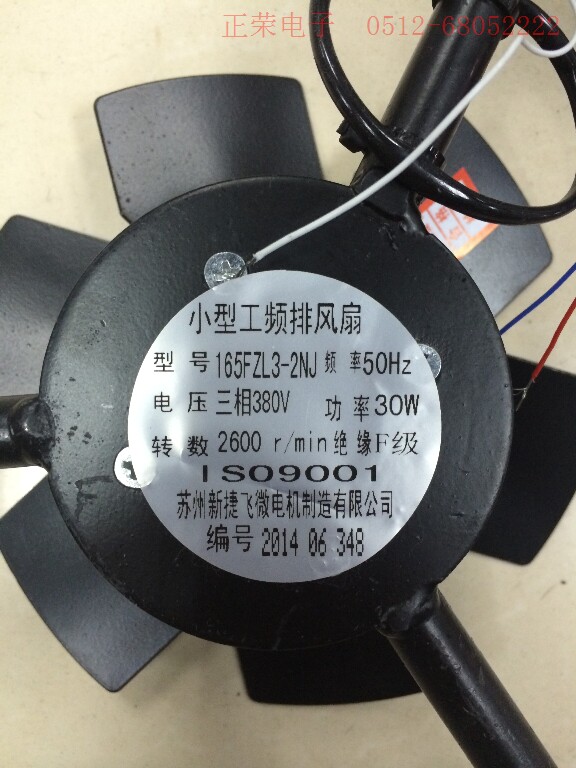 正荣电子 0512-68052222
小型工频排风扇
型号 165FZL3-2NJ 频率50Hz
电压 三相380V 功率30W
转数 2600 r/min 绝缘F级
ISO9001
苏州新捷飞微电机制造有限公司
编号 2014 06 348